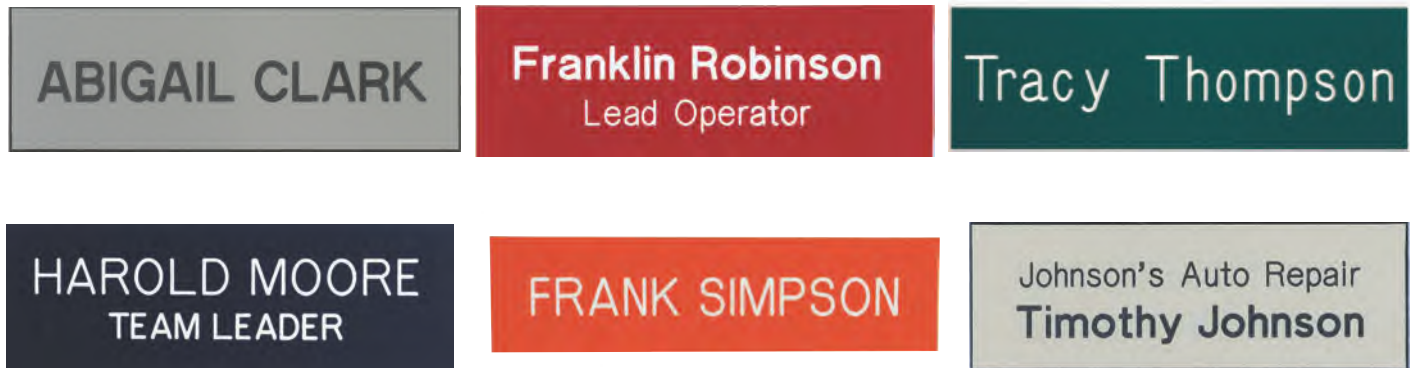 ABIGAIL CLARK
Franklin Robinson
Lead Operator
Tracy Thompson
HAROLD MOORE
TEAM LEADER
FRANK SIMPSON
Johnson's Auto Repair
Timothy Johnson